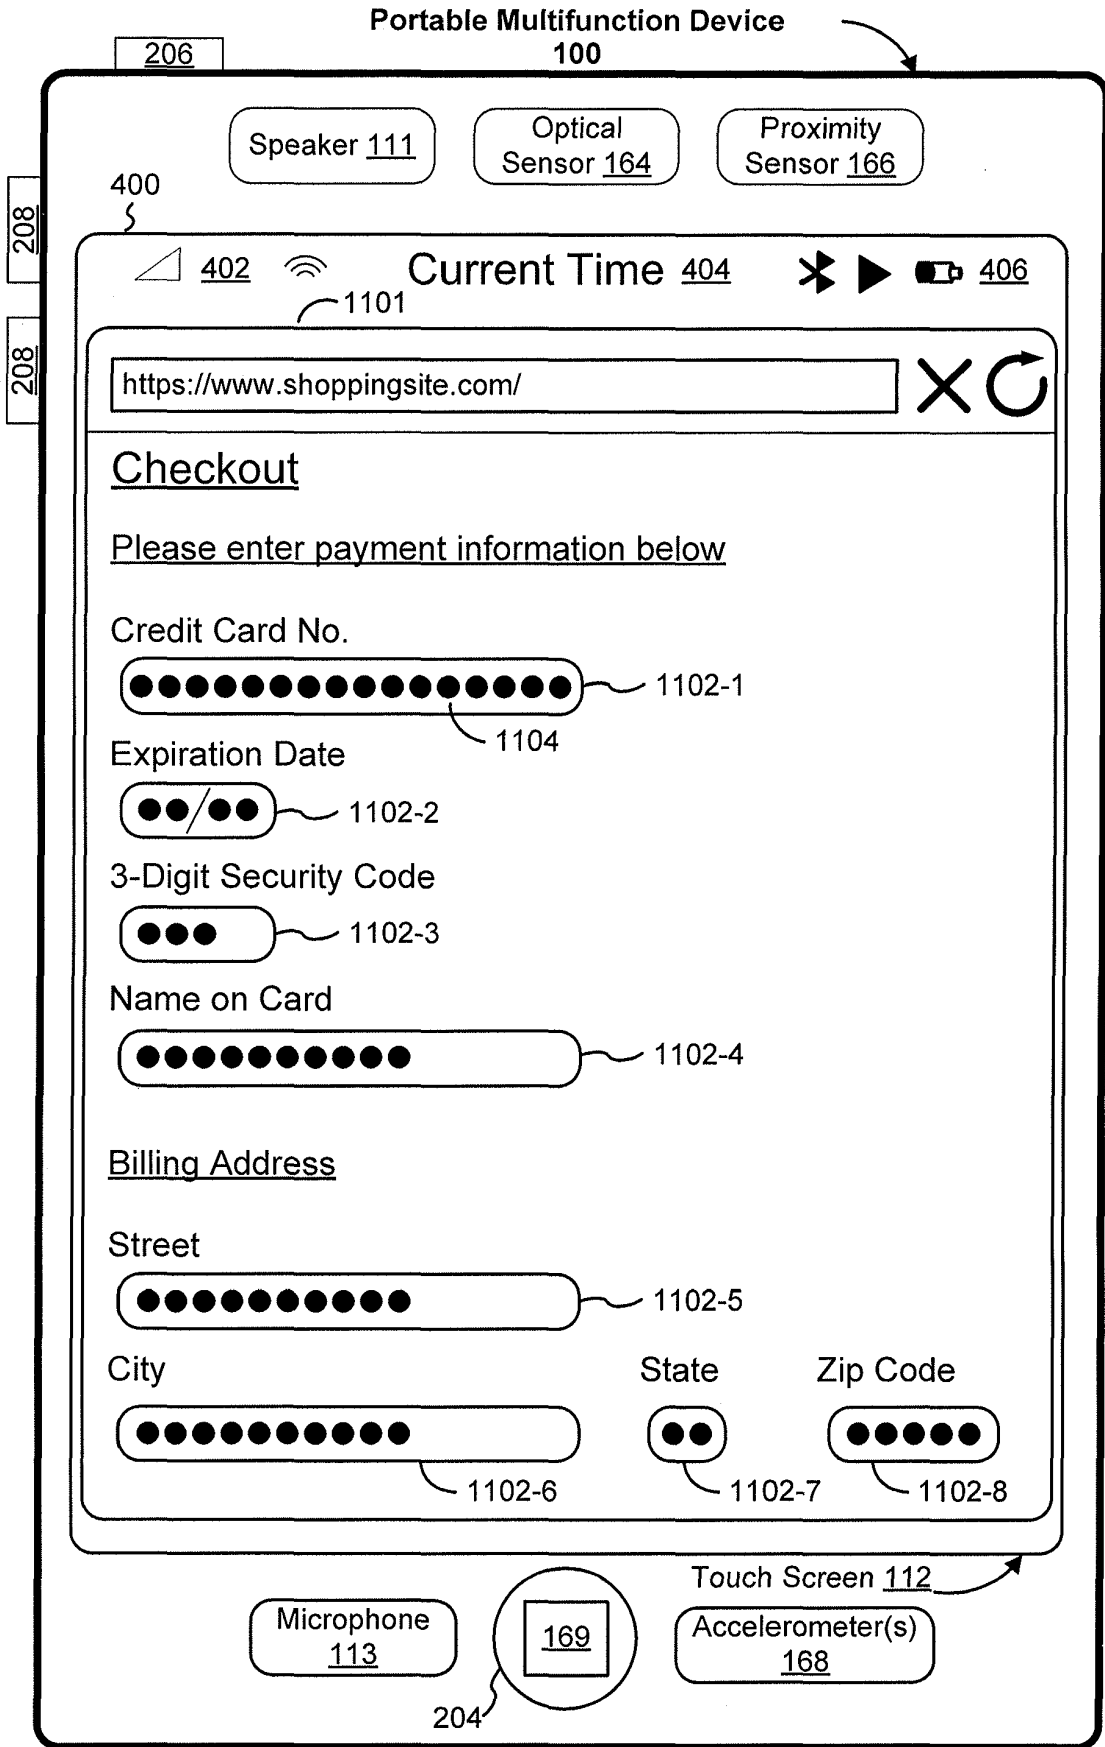 Portable Multifunction Device
100
206
Speaker 111
Optical
Sensor 164
Proximity
Sensor 166
208
400
402 Current Time 404 406
1101
208
https://www.shoppingsite.com/
Checkout
Please enter payment information below
Credit Card No.
1102-1
1104
Expiration Date
●●/●●
1102-2
3-Digit Security Code
1102-3
Name on Card
1102-4
Billing Address
Street
1102-5
City State Zip Code
1102-6 1102-7 1102-8
Touch Screen 112
Microphone
113
169
Accelerometer(s)
168
204